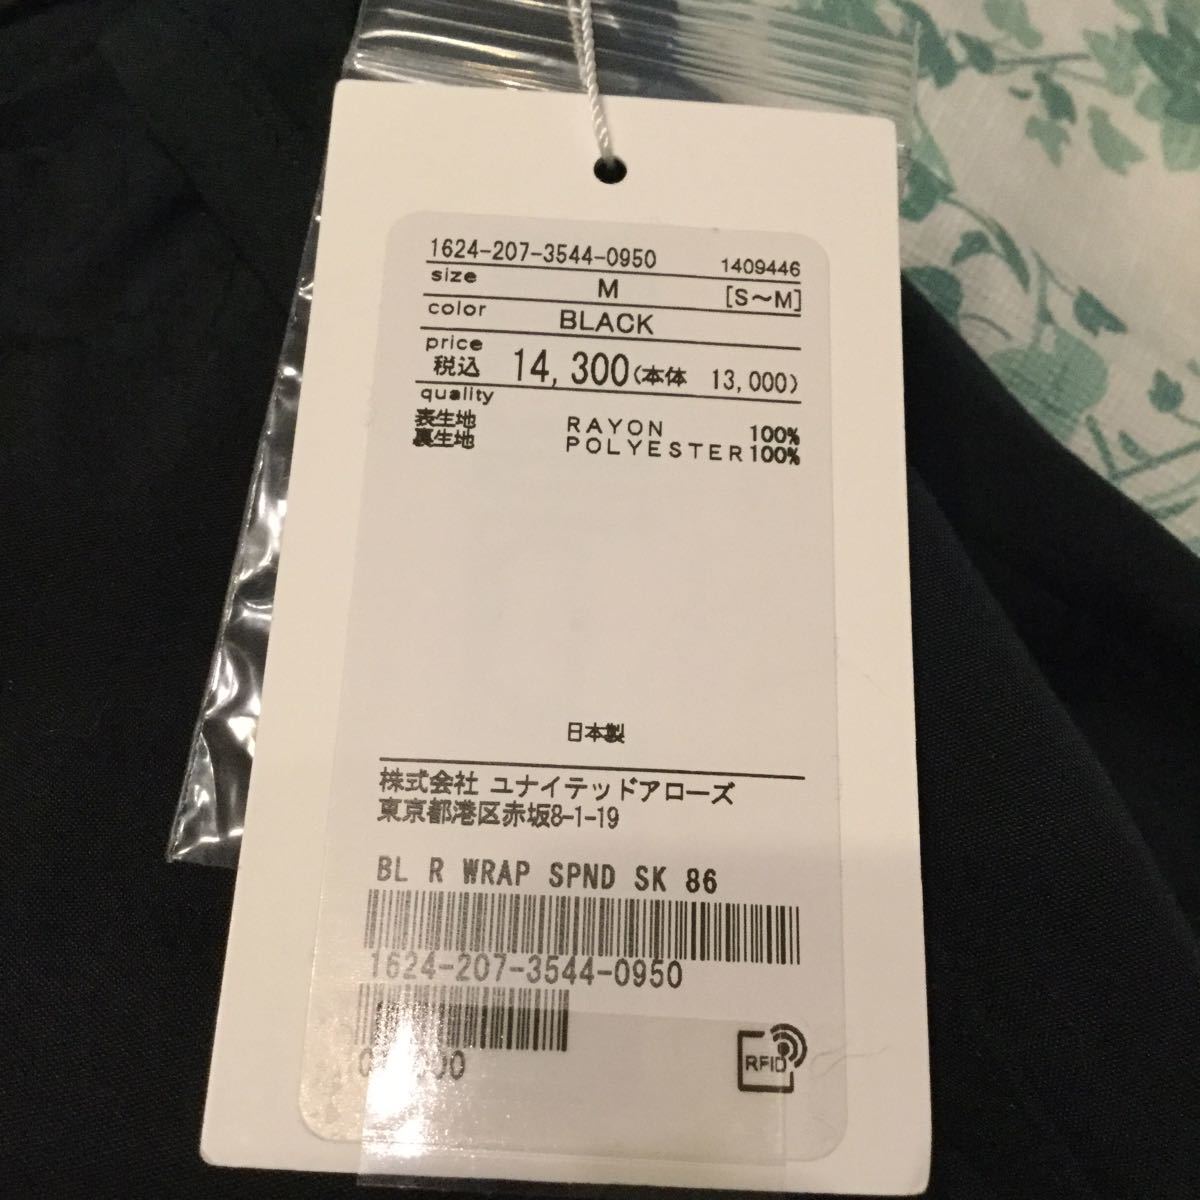 1624-207-3544-0950 1409446
size M [S～M]
color BLACK
price
税込 14,300(本体 13,000)
quality
表生地 RAYON 100%
裏生地 POLYESTER 100%
日本製
株式会社 ユナイテッドアローズ
東京都港区赤坂8-1-19
BL R WRAP SPND SK 86
1624-207-3544-0950
RFID